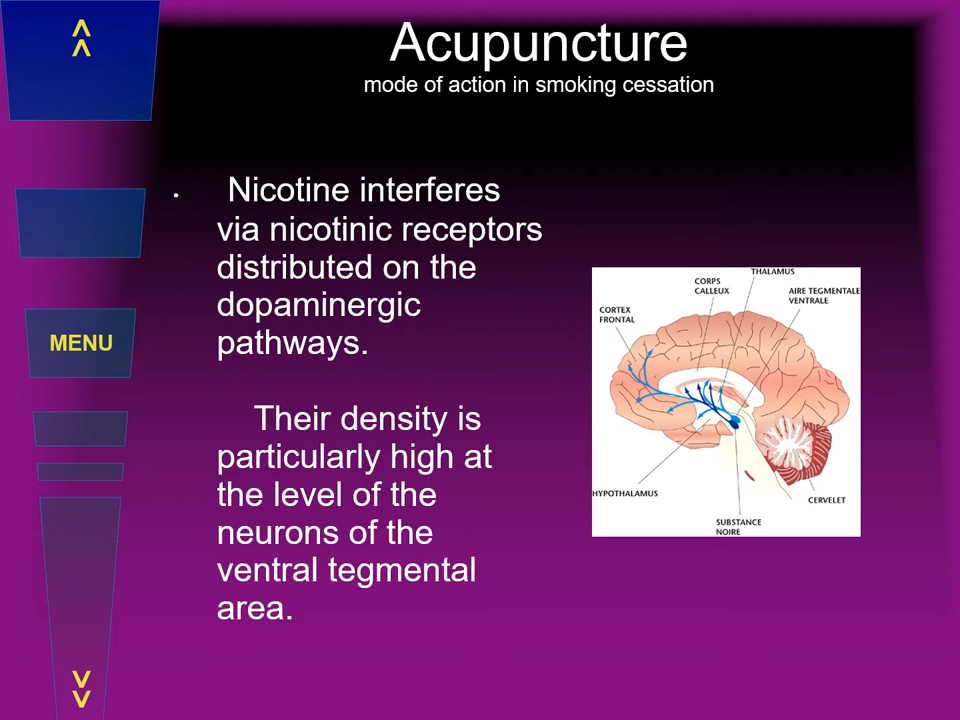 ^
^
Acupuncture
mode of action in smoking cessation
• Nicotine interferes
via nicotinic receptors
distributed on the
dopaminergic
pathways.
Their density is
particularly high at
the level of the
neurons of the
ventral tegmental
area.
MENU
THALAMUS
CORPS
CALLEUX
AIRE TEGMENTALE
VENTRALE
CORTEX
FRONTAL
HYPOTHALAMUS
CERVELET
SUBSTANCE
NOIRE
v
v